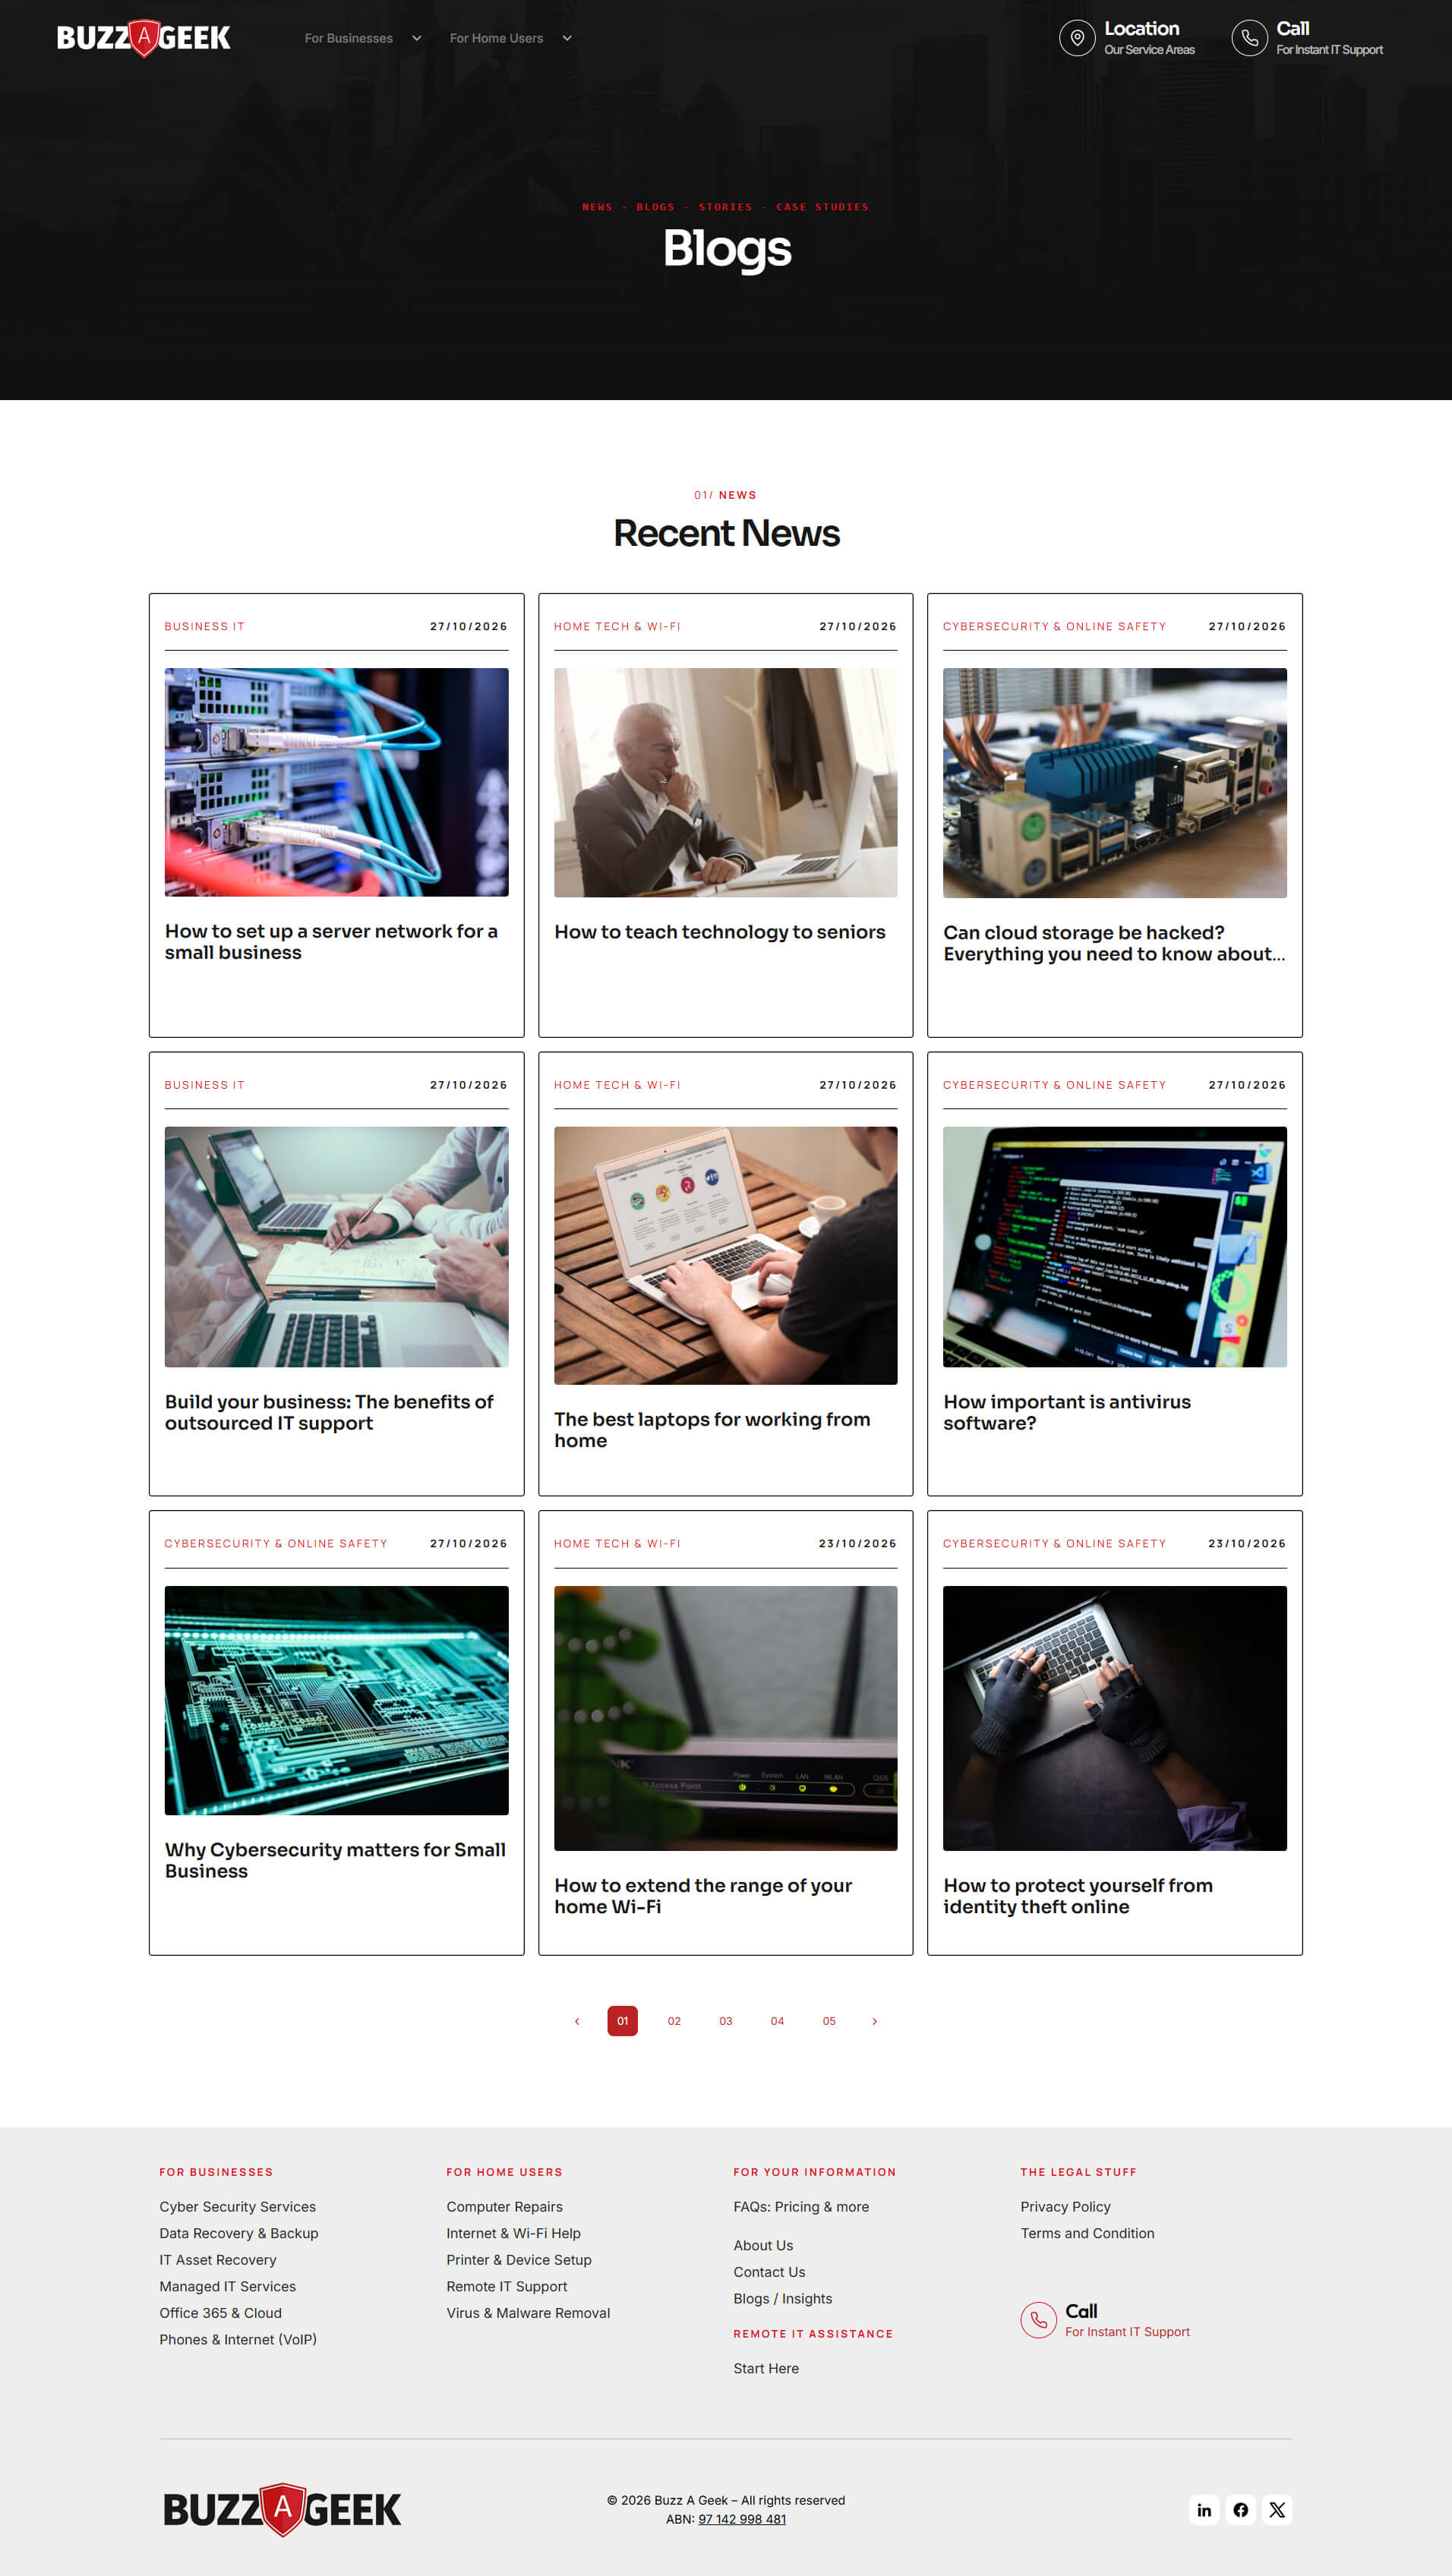 BUZZ A GEEK
For Businesses
For Home Users
Location
Our Service Areas
Call
For Instant IT Support
NEWS - BLOGS - STORIES - CASE STUDIES
Blogs
01/ NEWS
Recent News
BUSINESS IT 27/10/2026
How to set up a server network for a
small business
HOME TECH & WI-FI 27/10/2026
How to teach technology to seniors
CYBERSECURITY & ONLINE SAFETY 27/10/2026
Can cloud storage be hacked?
Everything you need to know about...
BUSINESS IT 27/10/2026
Build your business: The benefits of
outsourced IT support
HOME TECH & WI-FI 27/10/2026
The best laptops for working from
home
CYBERSECURITY & ONLINE SAFETY 27/10/2026
How important is antivirus
software?
CYBERSECURITY & ONLINE SAFETY 27/10/2026
Why Cybersecurity matters for Small
Business
HOME TECH & WI-FI 23/10/2026
Power System LAN WLAN QSS
Access Point
How to extend the range of your
home Wi-Fi
CYBERSECURITY & ONLINE SAFETY 23/10/2026
How to protect yourself from
identity theft online
‹ 01 02 03 04 05 ›
FOR BUSINESSES
Cyber Security Services
Data Recovery & Backup
IT Asset Recovery
Managed IT Services
Office 365 & Cloud
Phones & Internet (VoIP)
FOR HOME USERS
Computer Repairs
Internet & Wi-Fi Help
Printer & Device Setup
Remote IT Support
Virus & Malware Removal
FOR YOUR INFORMATION
FAQs: Pricing & more
About Us
Contact Us
Blogs / Insights
REMOTE IT ASSISTANCE
Start Here
THE LEGAL STUFF
Privacy Policy
Terms and Condition
Call
For Instant IT Support
BUZZ A GEEK
© 2026 Buzz A Geek – All rights reserved
ABN: 97 142 998 481